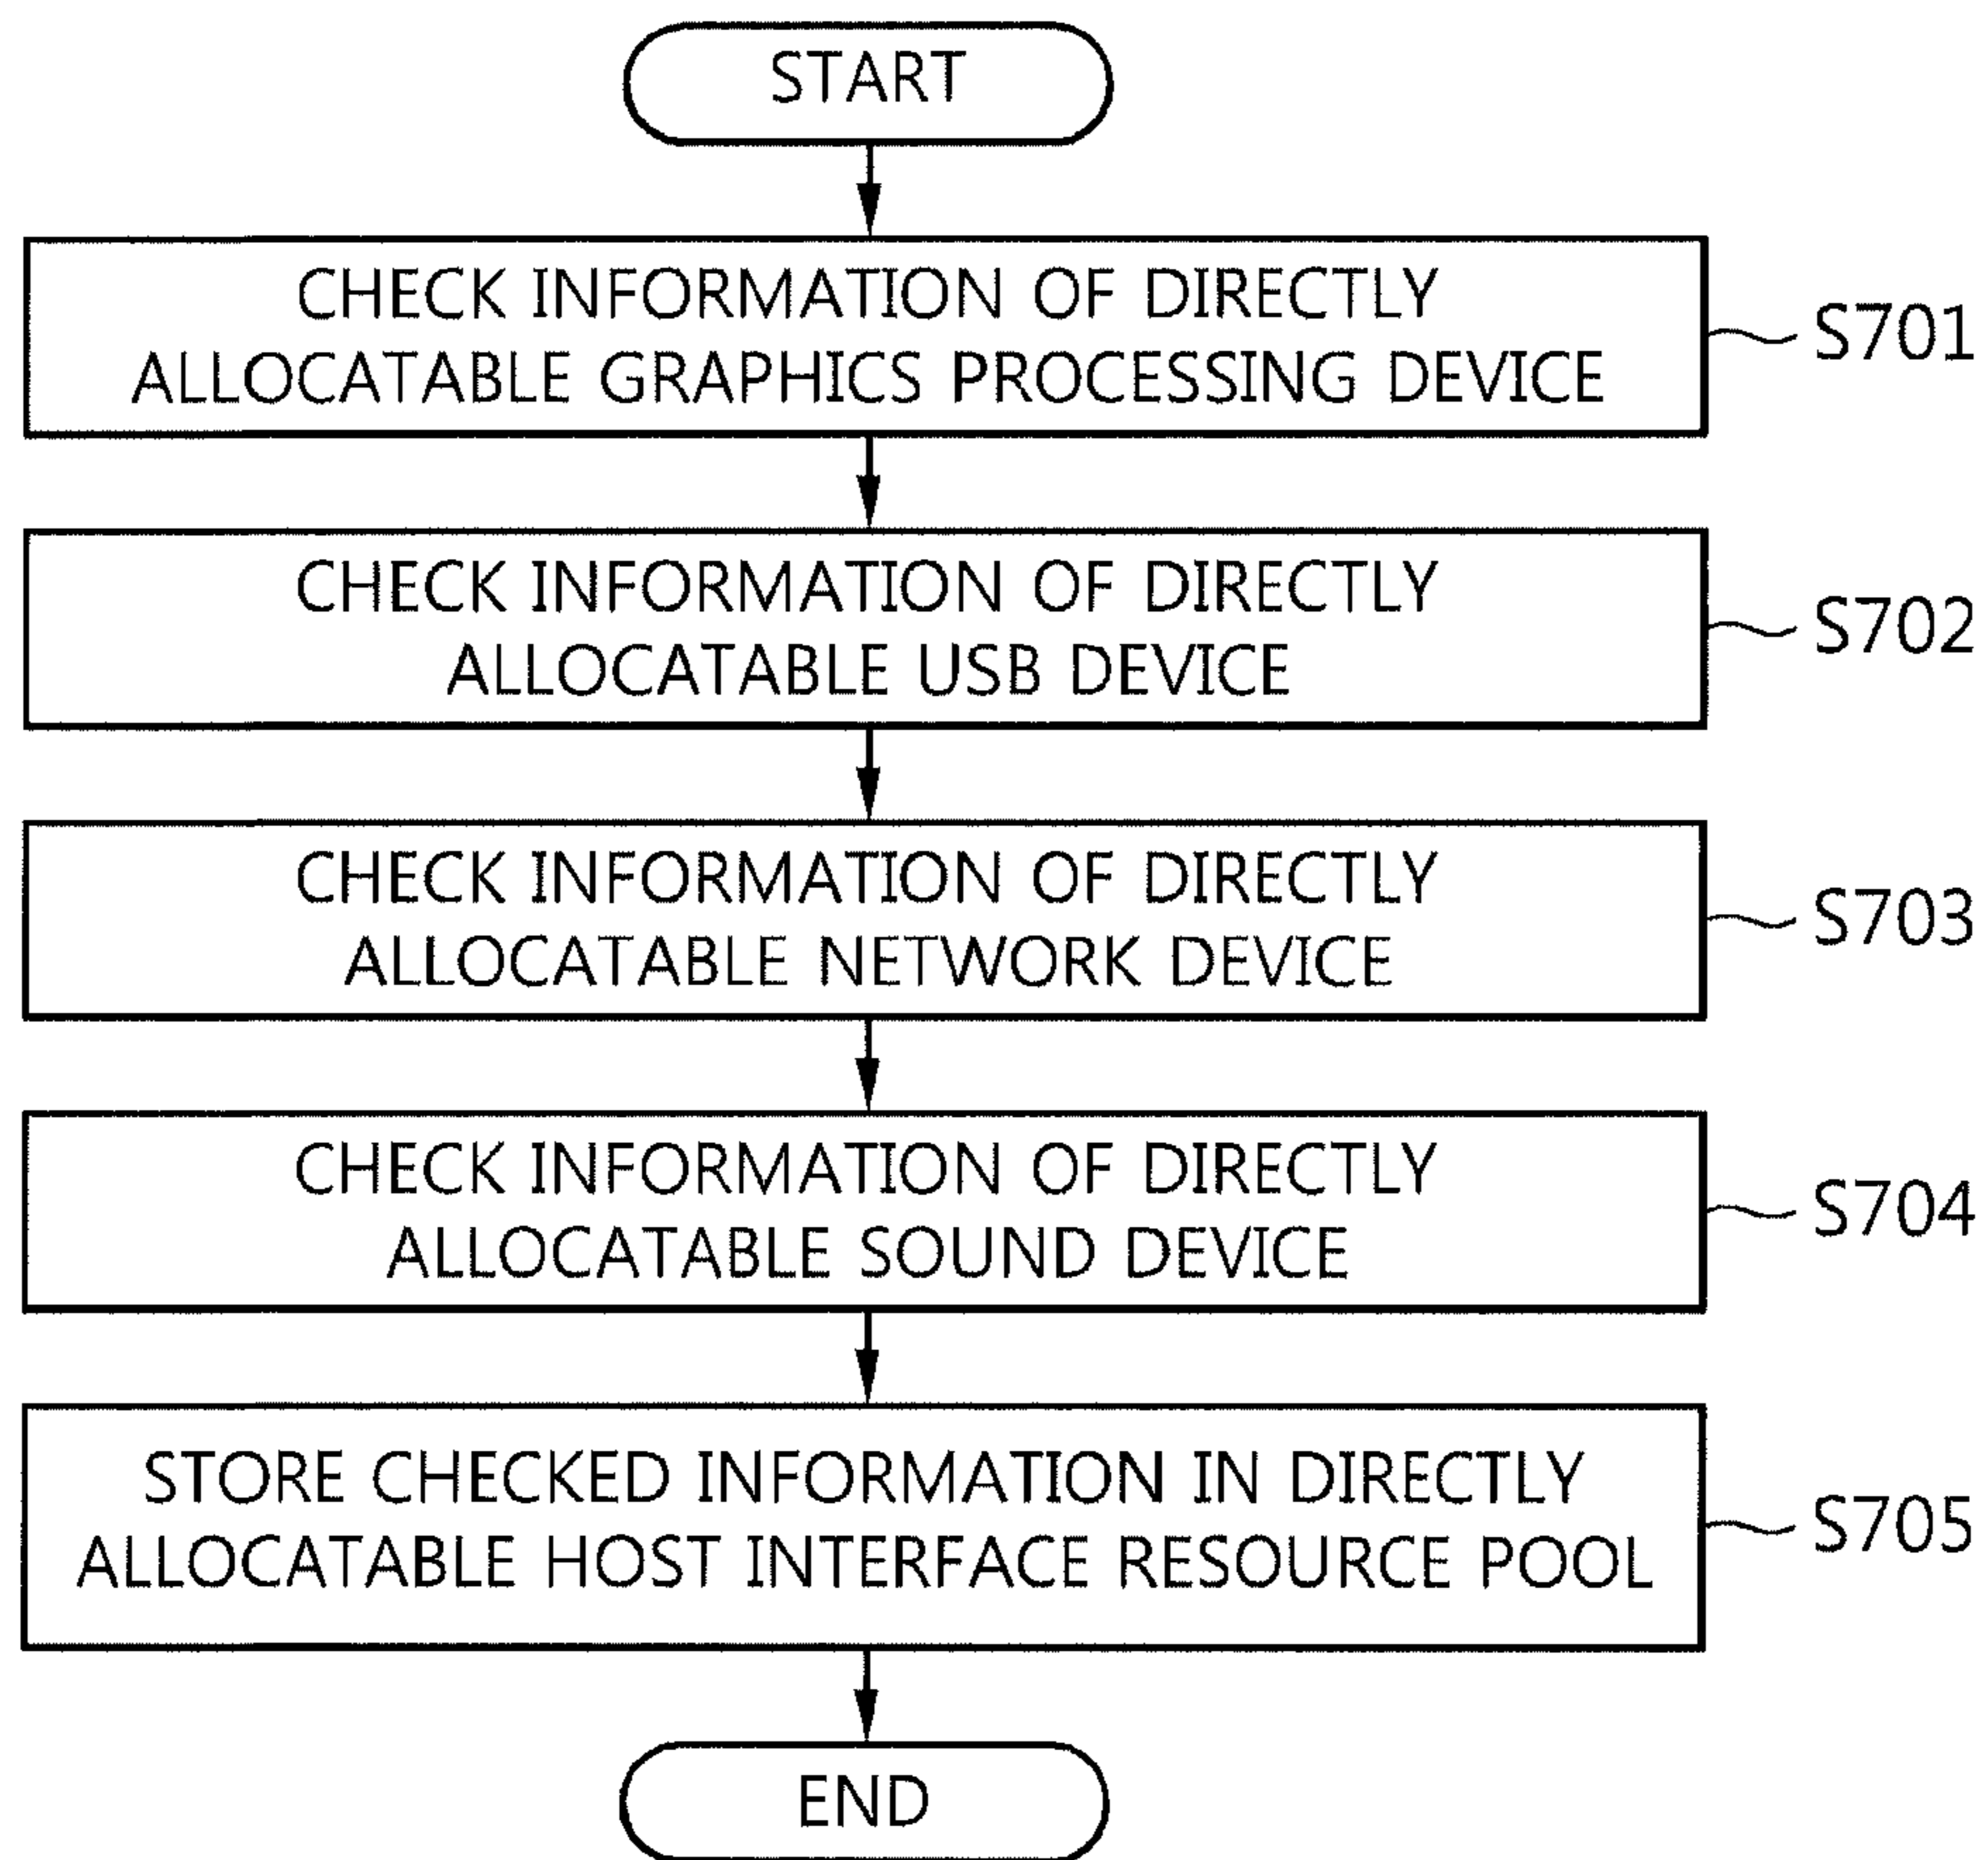 START
CHECK INFORMATION OF DIRECTLY
ALLOCATABLE GRAPHICS PROCESSING DEVICE
S701
CHECK INFORMATION OF DIRECTLY
ALLOCATABLE USB DEVICE
S702
CHECK INFORMATION OF DIRECTLY
ALLOCATABLE NETWORK DEVICE
S703
CHECK INFORMATION OF DIRECTLY
ALLOCATABLE SOUND DEVICE
S704
STORE CHECKED INFORMATION IN DIRECTLY
ALLOCATABLE HOST INTERFACE RESOURCE POOL
S705
END